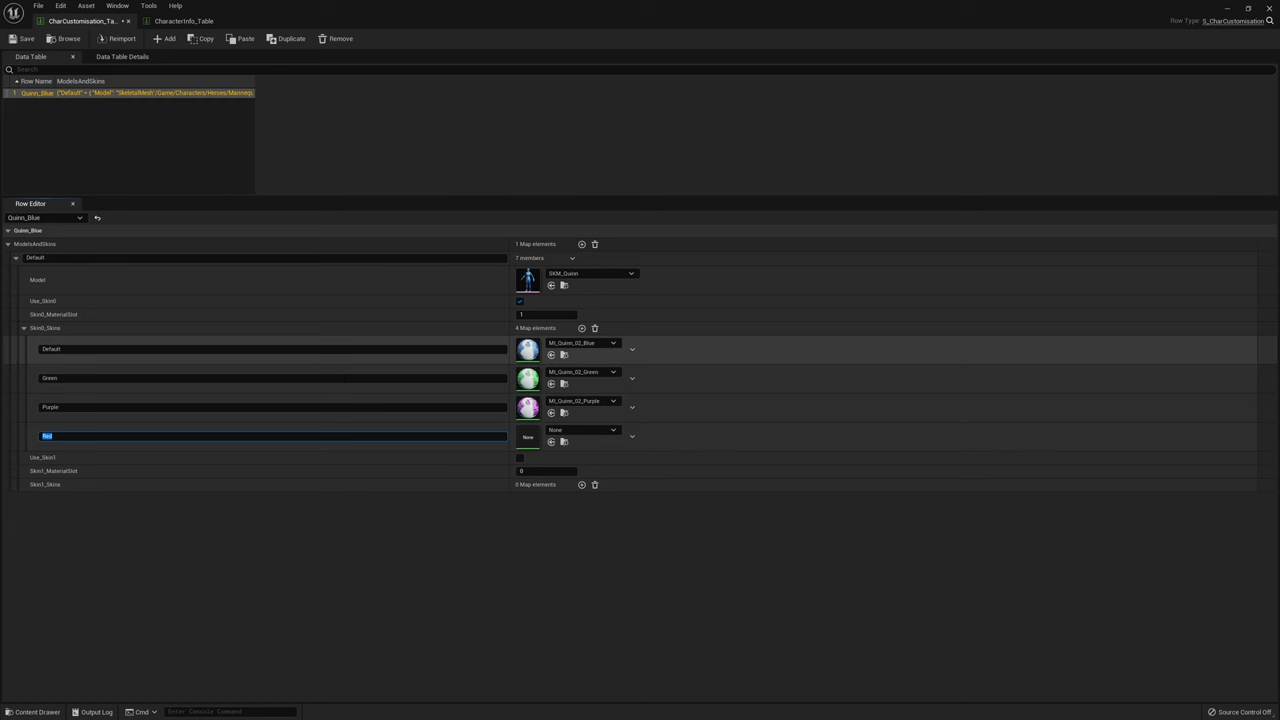 File Edit Asset Window Tools Help
CharCustomisation_Ta... CharacterInfo_Table
Row Type: S_CharCustomisation
Save Browse Reimport Add Copy Paste Duplicate Remove
Data Table Data Table Details
Search
Row Name ModelsAndSkins
1 Quinn_Blue {"Default" = { "Model": "SkeletalMesh'/Game/Characters/Heroes/Mannequ
Row Editor
Quinn_Blue
Quinn_Blue
ModelsAndSkins 1 Map elements
Default 7 members
Model SKM_Quinn
Use_Skin0
Skin0_MaterialSlot 1
Skin0_Skins 4 Map elements
Default MI_Quinn_02_Blue
Green MI_Quinn_02_Green
Purple MI_Quinn_02_Purple
Red None None
Use_Skin1
Skin1_MaterialSlot 0
Skin1_Skins 0 Map elements
Content Drawer Output Log Cmd Enter Console Command Source Control Off